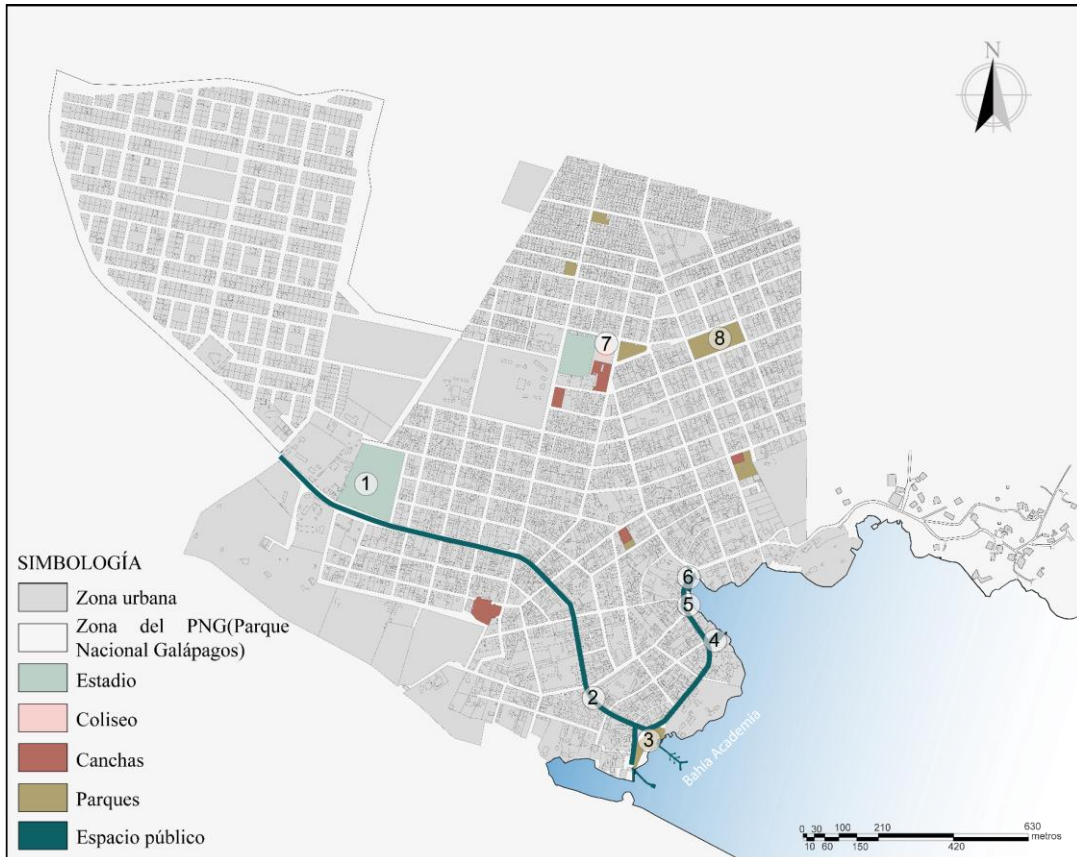 N
7
8
1
6
5
4
2
3
Bahía Academia
SIMBOLOGÍA
Zona urbana
Zona del PNG(Parque
Nacional Galápagos)
Estadio
Coliseo
Canchas
Parques
Espacio público
0 30 100 210 630
metros
10 60 150 420